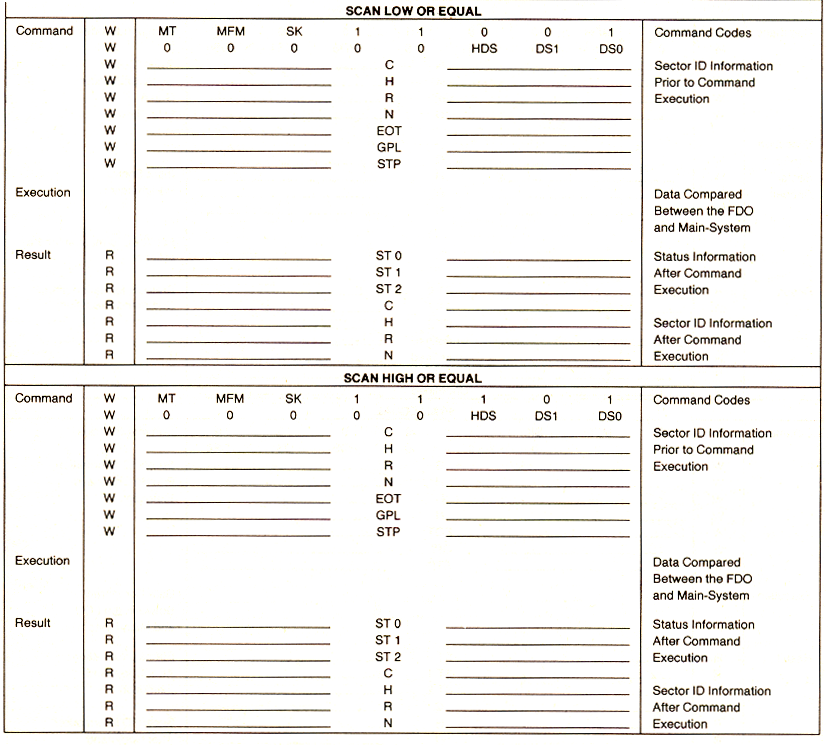 SCAN LOW OR EQUAL
Command W MT MFM SK 1 1 0 0 1 Command Codes
W 0 0 0 0 0 HDS DS1 DS0
W C Sector ID Information
W H Prior to Command
W R Execution
W N
W EOT
W GPL
W STP
Execution Data Compared
Between the FDO
and Main-System
Result R ST 0 Status Information
R ST 1 After Command
R ST 2 Execution
R C
R H Sector ID Information
R R After Command
R N Execution
SCAN HIGH OR EQUAL
Command W MT MFM SK 1 1 1 0 1 Command Codes
W 0 0 0 0 0 HDS DS1 DS0
W C Sector ID Information
W H Prior to Command
W R Execution
W N
W EOT
W GPL
W STP
Execution Data Compared
Between the FDO
and Main-System
Result R ST 0 Status Information
R ST 1 After Command
R ST 2 Execution
R C
R H Sector ID Information
R R After Command
R N Execution